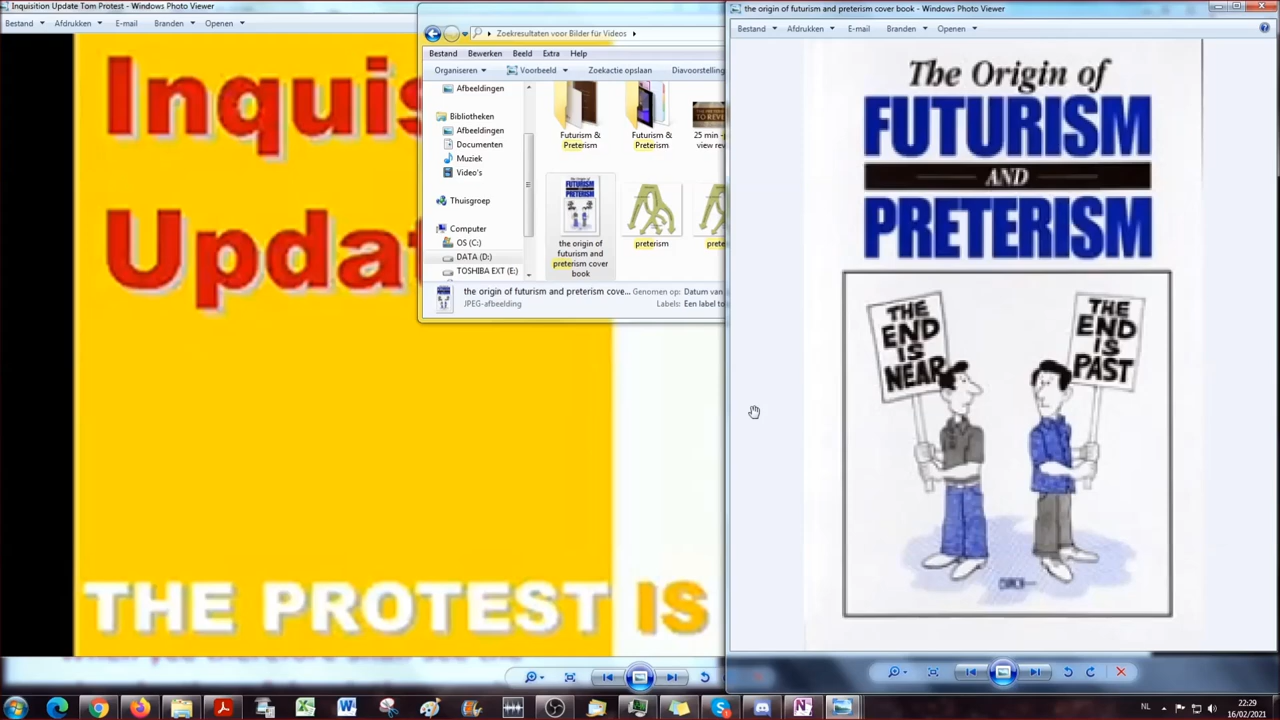 Inquisition Update Tom Protest - Windows Photo Viewer
Bestand
Afdrukken
E-mail
Branden
Openen
Inquis
Updat
THE PROTEST IS
Zoekresultaten voor Bilder für Videos
Bestand
Bewerken
Beeld
Extra
Help
Organiseren
Voorbeeld
Zoekactie opslaan
Diavoorstelling
Afbeeldingen
Bibliotheken
Afbeeldingen
Documenten
Muziek
Video's
Thuisgroep
Computer
OS (C:)
DATA (D:)
TOSHIBA EXT (E:)
Futurism &
Preterism
Futurism &
Preterism
25 min -
view rev
the origin of
futurism and
preterism cover
book
preterism
prete
the origin of futurism and preterism cove...
JPEG-afbeelding
Genomen op:
Datum van
Labels:
Een label to
the origin of futurism and preterism cover book - Windows Photo Viewer
Bestand
Afdrukken
E-mail
Branden
Openen
The Origin of
FUTURISM
AND
PRETERISM
THE
END
IS
NEAR
THE
END
IS
PAST
NL
22:29
16/02/2021